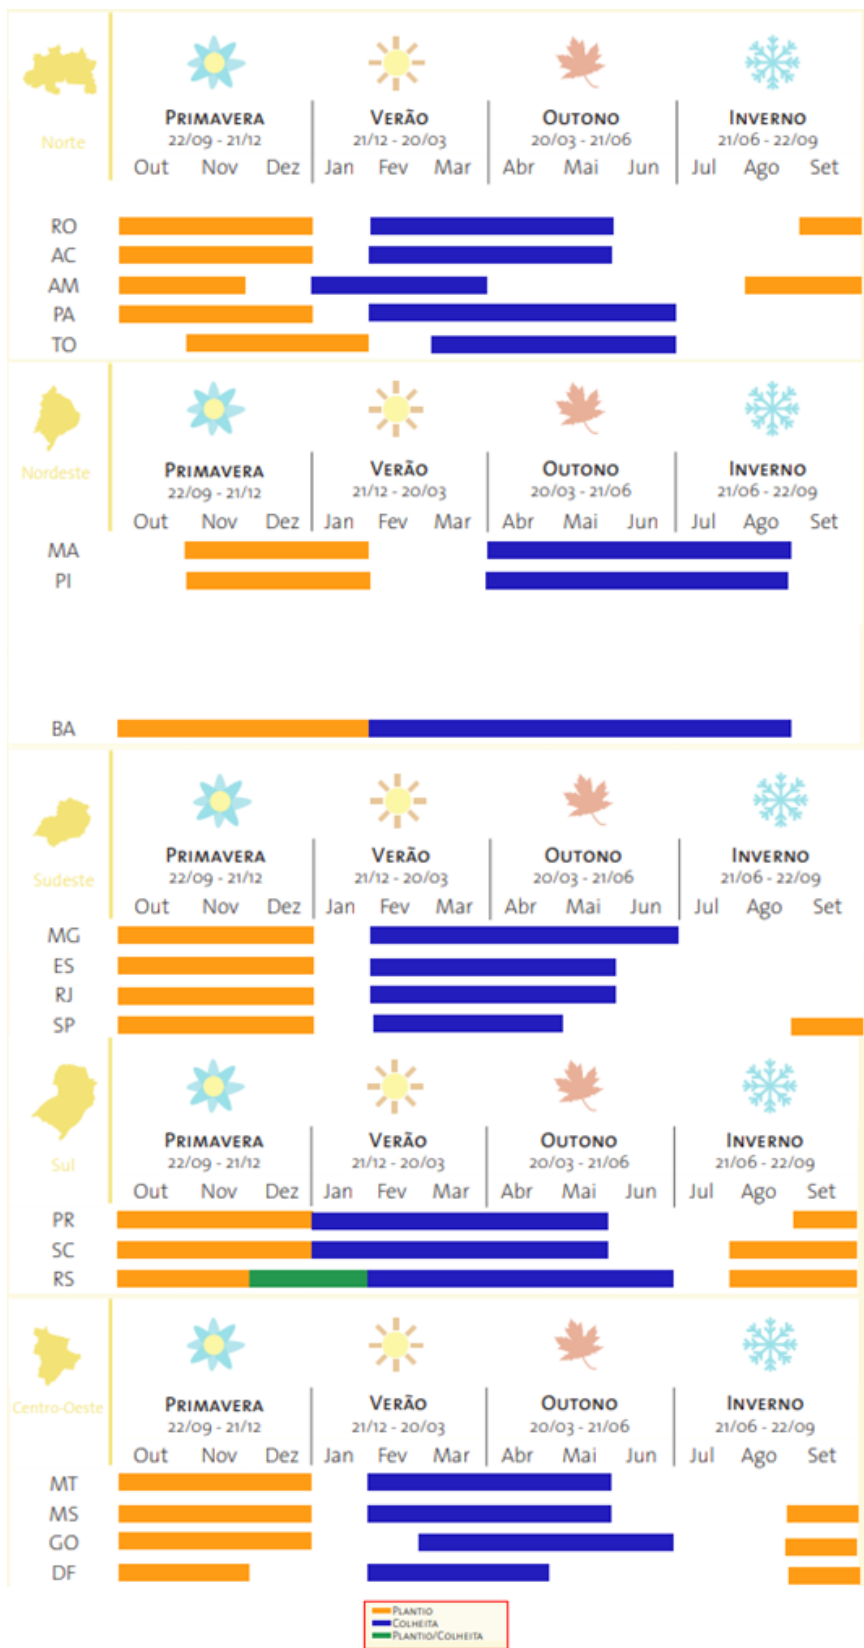 PRIMAVERA VERÃO OUTONO INVERNO
Norte 22/09 - 21/12 21/12 - 20/03 20/03 - 21/06 21/06 - 22/09
Out Nov Dez Jan Fev Mar Abr Mai Jun Jul Ago Set
RO
AC
AM
PA
TO
PRIMAVERA VERÃO OUTONO INVERNO
Nordeste 22/09 - 21/12 21/12 - 20/03 20/03 - 21/06 21/06 - 22/09
Out Nov Dez Jan Fev Mar Abr Mai Jun Jul Ago Set
MA
PI
BA
PRIMAVERA VERÃO OUTONO INVERNO
Sudeste 22/09 - 21/12 21/12 - 20/03 20/03 - 21/06 21/06 - 22/09
Out Nov Dez Jan Fev Mar Abr Mai Jun Jul Ago Set
MG
ES
RJ
SP
PRIMAVERA VERÃO OUTONO INVERNO
Sul 22/09 - 21/12 21/12 - 20/03 20/03 - 21/06 21/06 - 22/09
Out Nov Dez Jan Fev Mar Abr Mai Jun Jul Ago Set
PR
SC
RS
PRIMAVERA VERÃO OUTONO INVERNO
Centro-Oeste 22/09 - 21/12 21/12 - 20/03 20/03 - 21/06 21/06 - 22/09
Out Nov Dez Jan Fev Mar Abr Mai Jun Jul Ago Set
MT
MS
GO
DF
PLANTIO
COLHEITA
PLANTIO/COLHEITA